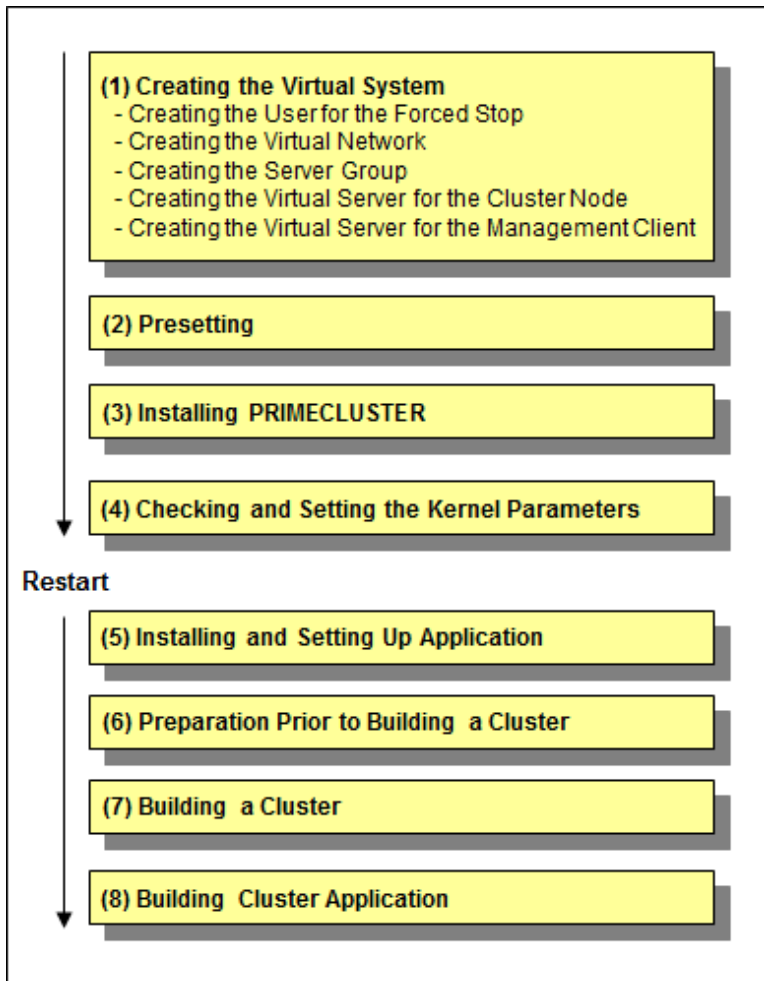 (1) Creating the Virtual System
- Creating the User for the Forced Stop
- Creating the Virtual Network
- Creating the Server Group
- Creating the Virtual Server for the Cluster Node
- Creating the Virtual Server for the Management Client
(2) Presetting
(3) Installing PRIMECLUSTER
(4) Checking and Setting the Kernel Parameters
Restart
(5) Installing and Setting Up Application
(6) Preparation Prior to Building a Cluster
(7) Building a Cluster
(8) Building Cluster Application